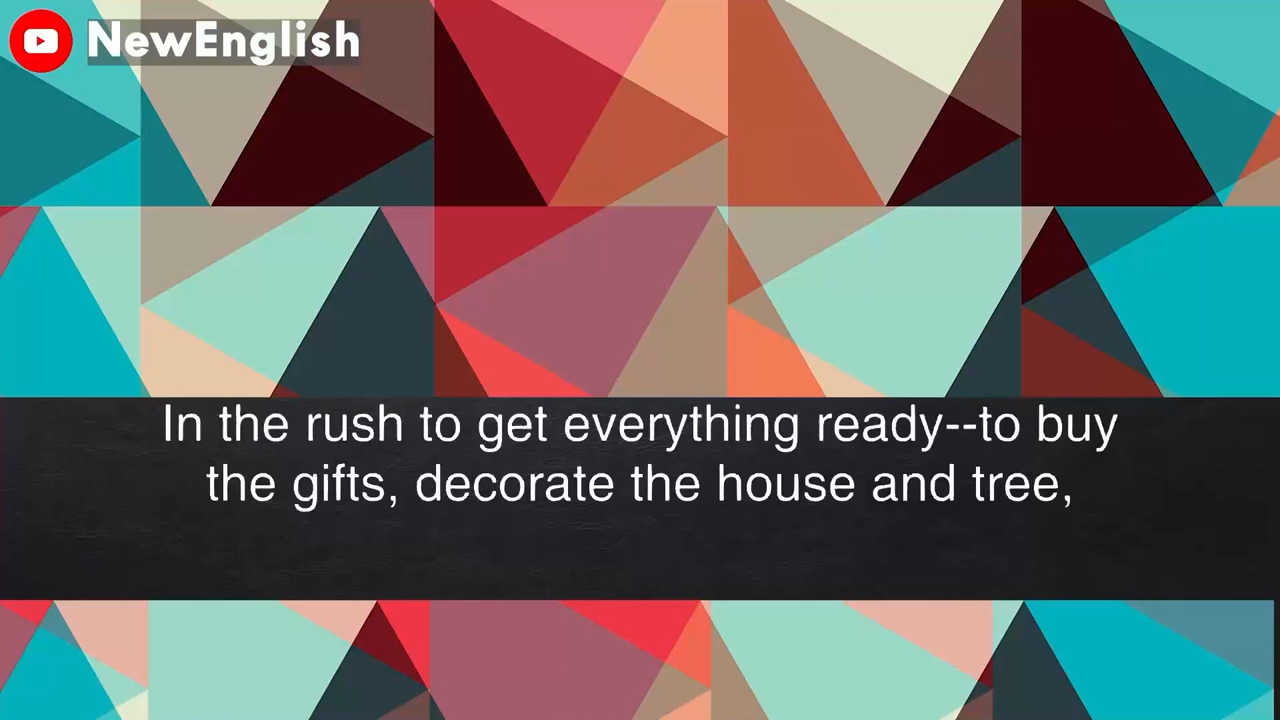 NewEnglish
In the rush to get everything ready--to buy
the gifts, decorate the house and tree,